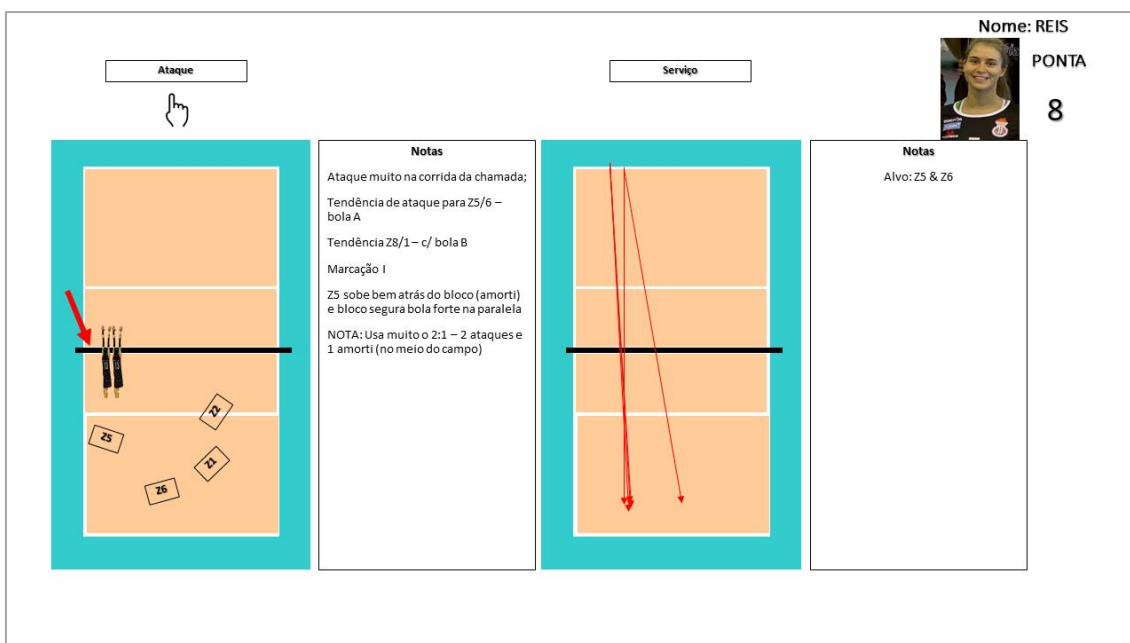 Nome: REIS
PONTA
8
Ataque
Serviço
Notas
Ataque muito na corrida da chamada;
Tendência de ataque para Z5/6 –
bola A
Tendência Z8/1 – c/ bola B
Marcação I
Z5 sobe bem atrás do bloco (amorti)
e bloco segura bola forte na paralela
NOTA: Usa muito o 2:1 – 2 ataques e
1 amorti (no meio do campo)
Z2
Z5
Z1
Z6
Notas
Alvo: Z5 & Z6